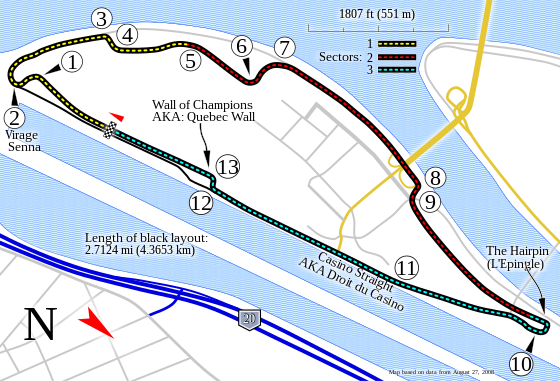 1807 ft (551 m)
Sectors:
1
2
3
3
4
1
5
6
7
2
Virage
Senna
Wall of Champions
AKA: Quebec Wall
13
12
8
9
Length of black layout:
2.7124 mi (4.3653 km)
Casino Straight
AKA Droit du Casino
11
The Hairpin
(L'Epingle)
10
N
20
Map based on data from August 27, 2008